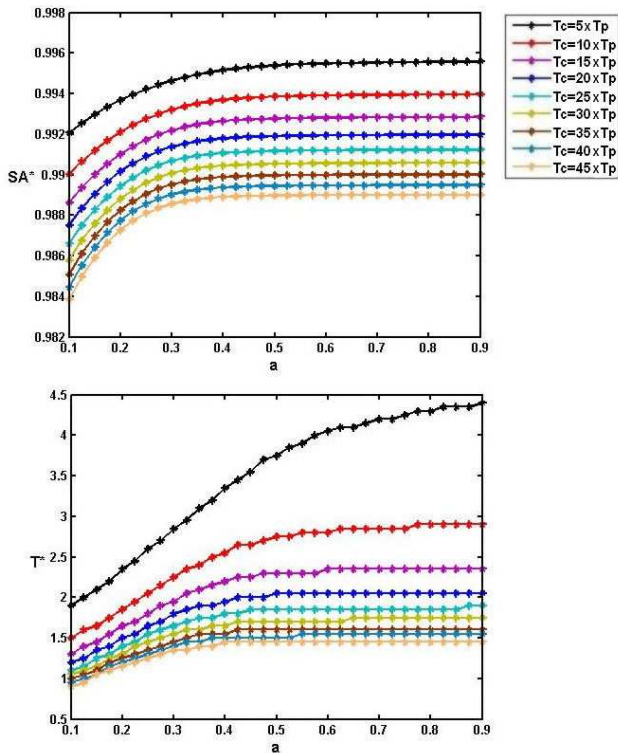 0.998
0.996
0.994
0.992
SA*
0.99
0.988
0.986
0.984
0.982
0.1 0.2 0.3 0.4 0.5 0.6 0.7 0.8 0.9
a
Tc=5x Tp
Tc=10xTp
Tc=15xTp
Tc=20xTp
Tc=25xTp
Tc=30xTp
Tc=35xTp
Tc=40xTp
Tc=45xTp
4.5
4
3.5
3
2.5
T*
2
1.5
1
0.5
0.1 0.2 0.3 0.4 0.5 0.6 0.7 0.8 0.9
a